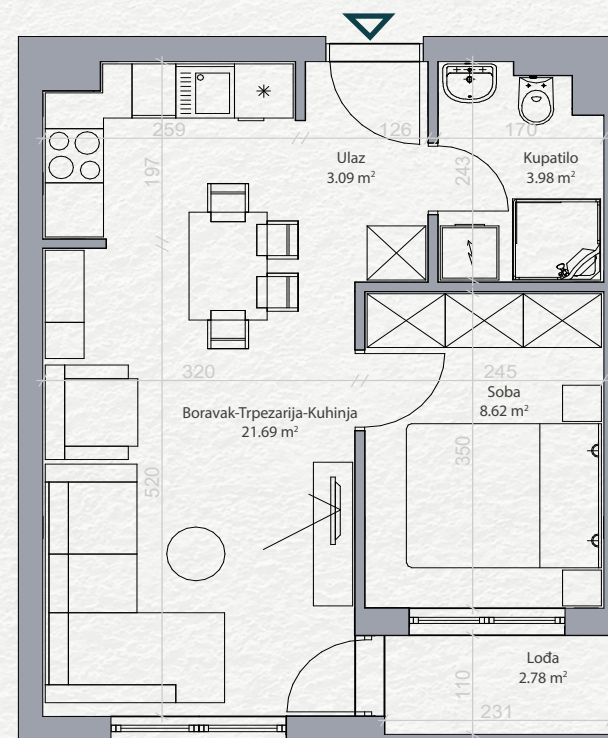 259
126
170
197
243
Ulaz
3.09 m²
Kupatilo
3.98 m²
320
245
Soba
8.62 m²
Boravak-Trpezarija-Kuhinja
21.69 m²
350
520
Lođa
2.78 m²
110
231